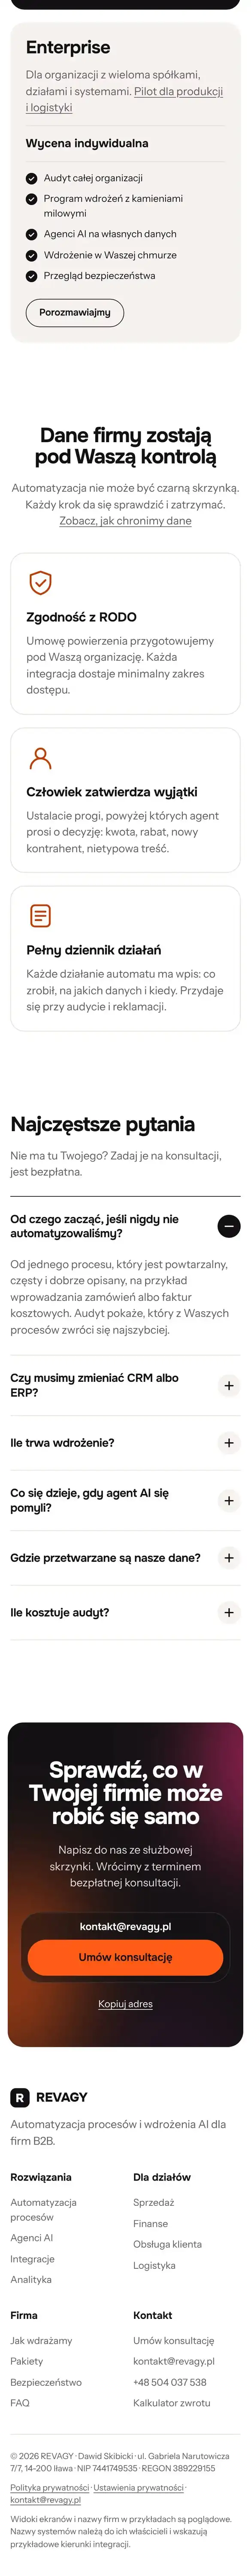 Enterprise
Dla organizacji z wieloma spółkami,
działami i systemami. Pilot dla produkcji
i logistyki
Wycena indywidualna
Audyt całej organizacji
Program wdrożeń z kamieniami
milowymi
Agenci AI na własnych danych
Wdrożenie w Waszej chmurze
Przegląd bezpieczeństwa
Porozmawiajmy
Dane firmy zostają
pod Waszą kontrolą
Automatyzacja nie może być czarną skrzynką.
Każdy krok da się sprawdzić i zatrzymać.
Zobacz, jak chronimy dane
Zgodność z RODO
Umowę powierzenia przygotowujemy
pod Waszą organizację. Każda
integracja dostaje minimalny zakres
dostępu.
Człowiek zatwierdza wyjątki
Ustalacie progi, powyżej których agent
prosi o decyzję: kwota, rabat, nowy
kontrahent, nietypowa treść.
Pełny dziennik działań
Każde działanie automatu ma wpis: co
zrobił, na jakich danych i kiedy. Przydaje
się przy audycie i reklamacji.
Najczęstsze pytania
Nie ma tu Twojego? Zadaj je na konsultacji,
jest bezpłatna.
Od czego zacząć, jeśli nigdy nie
automatyzowaliśmy?
Od jednego procesu, który jest powtarzalny,
częsty i dobrze opisany, na przykład
wprowadzania zamówień albo faktur
kosztowych. Audyt pokaże, który z Waszych
procesów zwróci się najszybciej.
Czy musimy zmieniać CRM albo
ERP?
Ile trwa wdrożenie?
Co się dzieje, gdy agent AI się
pomyli?
Gdzie przetwarzane są nasze dane?
Ile kosztuje audyt?
Sprawdź, co w
Twojej firmie może
robić się samo
Napisz do nas ze służbowej
skrzynki. Wrócimy z terminem
bezpłatnej konsultacji.
kontakt@revagy.pl
Umów konsultację
Kopiuj adres
R REVAGY
Automatyzacja procesów i wdrożenia AI dla
firm B2B.
Rozwiązania
Automatyzacja
procesów
Agenci AI
Integracje
Analityka
Dla działów
Sprzedaż
Finanse
Obsługa klienta
Logistyka
Firma
Jak wdrażamy
Pakiety
Bezpieczeństwo
FAQ
Kontakt
Umów konsultację
kontakt@revagy.pl
+48 504 037 538
Kalkulator zwrotu
© 2026 REVAGY · Dawid Skibicki · ul. Gabriela Narutowicza
7/7, 14-200 Iława · NIP 7441749535 · REGON 389229155
Polityka prywatności · Ustawienia prywatności ·
kontakt@revagy.pl
Widoki ekranów i nazwy firm w przykładach są poglądowe.
Nazwy systemów należą do ich właścicieli i wskazują
przykładowe kierunki integracji.